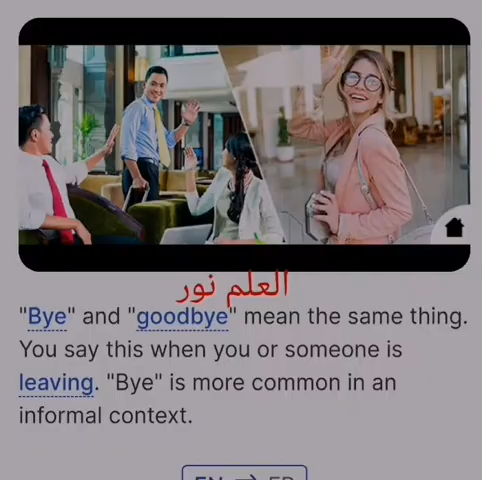 العلم نور
"Bye" and "goodbye" mean the same thing.
You say this when you or someone is
leaving. "Bye" is more common in an
informal context.